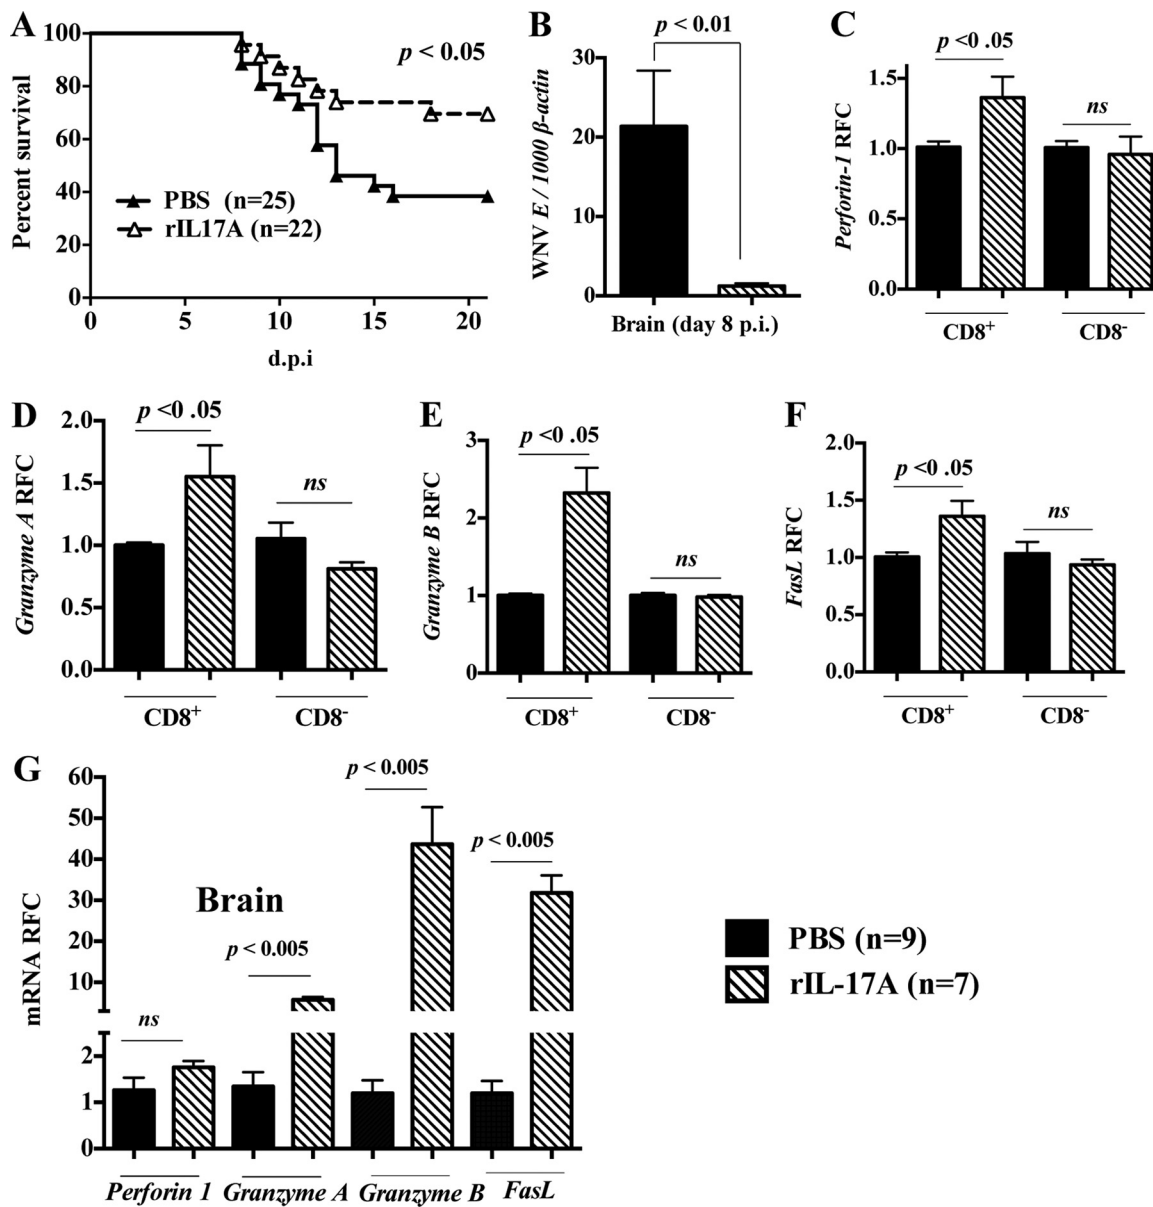 A
100
80
60
40
20
0
Percent survival
p < 0.05
PBS (n=25)
rIL17A (n=22)
0 5 10 15 20
d.p.i
B
p < 0.01
30
20
10
0
WNV E / 1000 β-actin
Brain (day 8 p.i.)
C
p <0 .05
ns
1.5
1.0
0.5
0.0
Perforin-1 RFC
CD8+ CD8-
D
p <0 .05
ns
2.0
1.5
1.0
0.5
0.0
Granzyme A RFC
CD8+ CD8-
E
p <0 .05
ns
3
2
1
0
Granzyme B RFC
CD8+ CD8-
F
p <0 .05
ns
2.0
1.5
1.0
0.5
0.0
FasL RFC
CD8+ CD8-
G
60
50
40
30
20
10
2
1
0
mRNA RFC
Brain
ns
p < 0.005
p < 0.005
p < 0.005
Perforin 1 Granzyme A Granzyme B FasL
PBS (n=9)
rIL-17A (n=7)